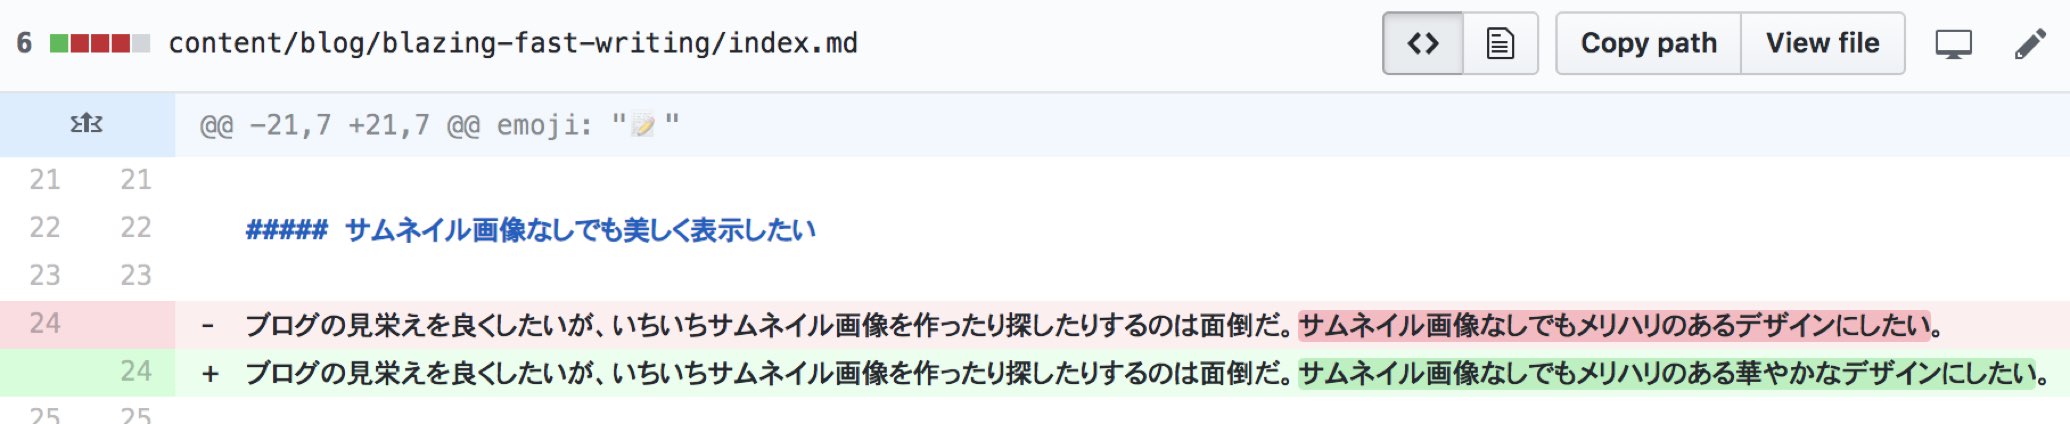 6 content/blog/blazing-fast-writing/index.md Copy path View file
@@ -21,7 +21,7 @@ emoji: "📝"
21 21
22 22 ##### サムネイル画像なしでも美しく表示したい
23 23
24 - ブログの見栄えを良くしたいが、いちいちサムネイル画像を作ったり探したりするのは面倒だ。サムネイル画像なしでもメリハリのあるデザインにしたい。
24 + ブログの見栄えを良くしたいが、いちいちサムネイル画像を作ったり探したりするのは面倒だ。サムネイル画像なしでもメリハリのある華やかなデザインにしたい。
25 25